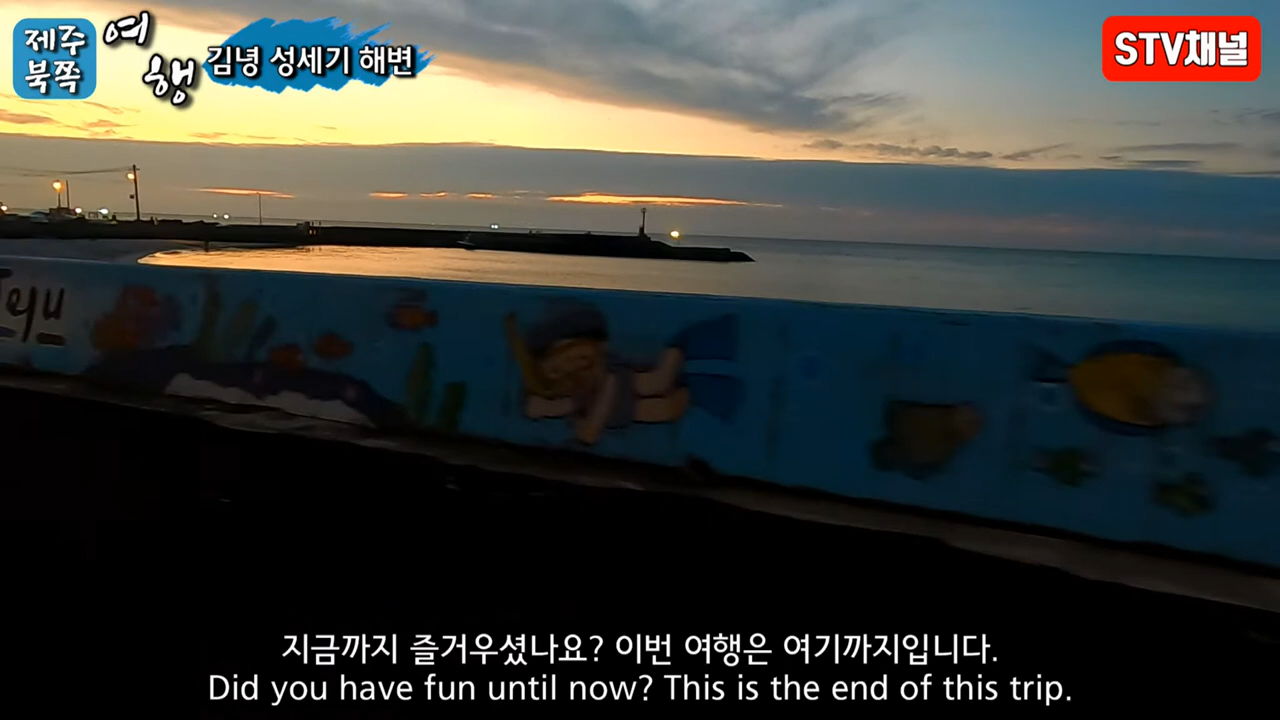 제주
북쪽
여행
김녕 성세기 해변
STV채널
Jeju
지금까지 즐거우셨나요? 이번 여행은 여기까지입니다.
Did you have fun until now? This is the end of this trip.